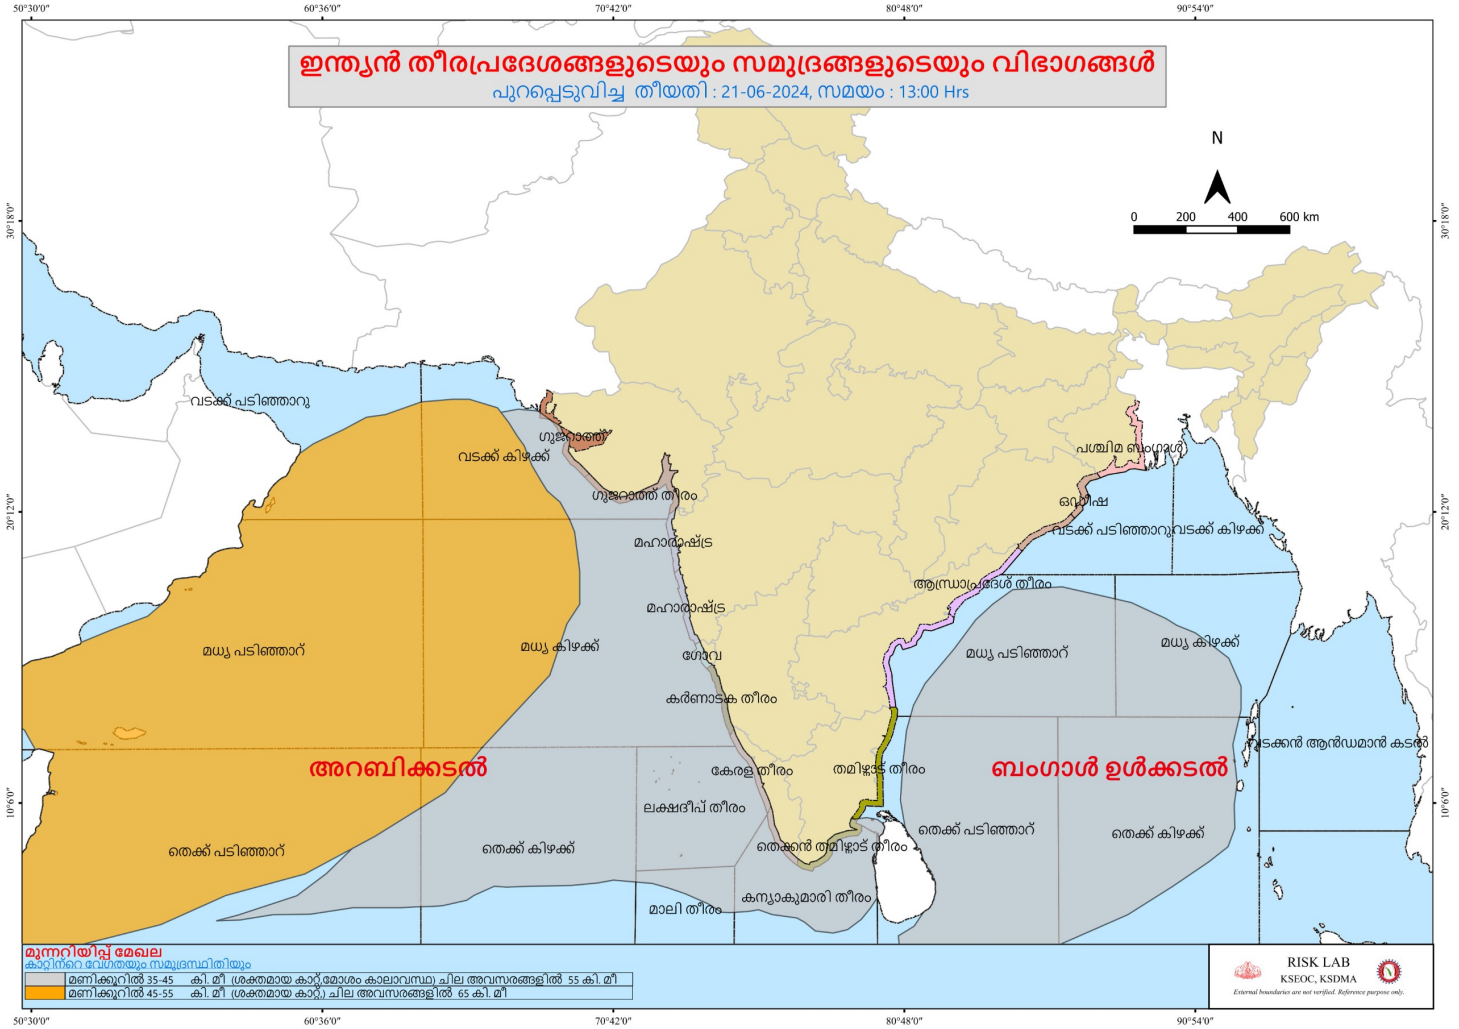 50°30'0" 60°36'0" 70°42'0" 80°48'0" 90°54'0"
ഇന്ത്യൻ തീരപ്രദേശങ്ങളുടെയും സമുദ്രങ്ങളുടെയും വിഭാഗങ്ങൾ
പുറപ്പെടുവിച്ച തീയതി : 21-06-2024, സമയം : 13:00 Hrs
N
0 200 400 600 km
30°18'0" 30°18'0"
വടക്ക് പടിഞ്ഞാറു
ഗുജറാത്ത്
വടക്ക് കിഴക്ക്
പശ്ചിമ ബംഗാൾ
ഗുജറാത്ത് തീരം
ഒഡീഷ
20°12'0" 20°12'0"
വടക്ക് പടിഞ്ഞാറു വടക്ക് കിഴക്ക്
മഹാരാഷ്ട്ര
ആന്ധ്രാപ്രദേശ് തീരം
മഹാരാഷ്ട്ര
മധ്യ പടിഞ്ഞാറ് മധ്യ കിഴക്ക്
ഗോവ
മധ്യ പടിഞ്ഞാറ് മധ്യ കിഴക്ക്
കർണാടക തീരം
വടക്കൻ ആൻഡമാൻ കടൽ
അറബിക്കടൽ
കേരള തീരം
തമിഴ്നാട് തീരം
ബംഗാൾ ഉൾക്കടൽ
10°6'0" 10°6'0"
ലക്ഷദീപ് തീരം
തെക്ക് പടിഞ്ഞാറ് തെക്ക് കിഴക്ക്
തെക്ക് പടിഞ്ഞാറ് തെക്ക് കിഴക്ക്
തെക്കൻ തമിഴ്നാട് തീരം
കന്യാകുമാരി തീരം
മാലി തീരം
മുന്നറിയിപ്പ് മേഖല
കാറ്റിൻറെ വേഗതയും സമുദ്രസ്ഥിതിയും
മണിക്കൂറിൽ 35-45 കി. മീ (ശക്തമായ കാറ്റ്,മോശം കാലാവസ്ഥ) ചില അവസരങ്ങളിൽ 55 കി. മീ
മണിക്കൂറിൽ 45-55 കി. മീ (ശക്തമായ കാറ്റ്,) ചില അവസരങ്ങളിൽ 65 കി. മീ
RISK LAB
KSEOC, KSDMA
External boundaries are not verified. Reference purpose only.
50°30'0" 60°36'0" 70°42'0" 80°48'0" 90°54'0"